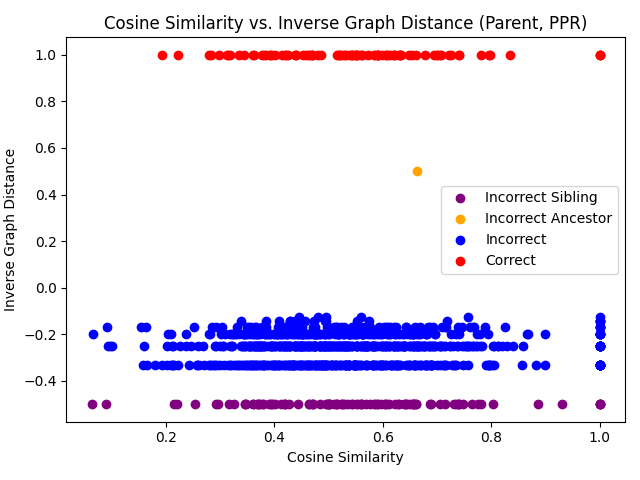 Cosine Similarity vs. Inverse Graph Distance (Parent, PPR)
1.0
0.8
0.6
0.4
0.2
0.0
−0.2
−0.4
Inverse Graph Distance
Incorrect Sibling
Incorrect Ancestor
Incorrect
Correct
0.2 0.4 0.6 0.8 1.0
Cosine Similarity